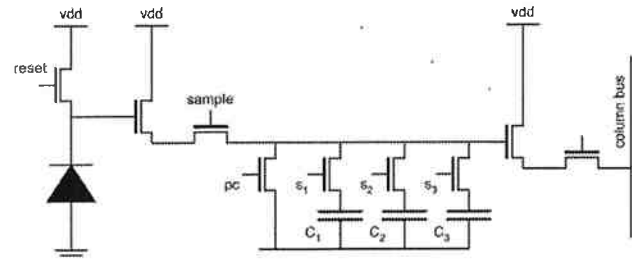 vdd
vdd
vdd
reset
sample
column bus
pc
s1
s2
s3
C1
C2
C3